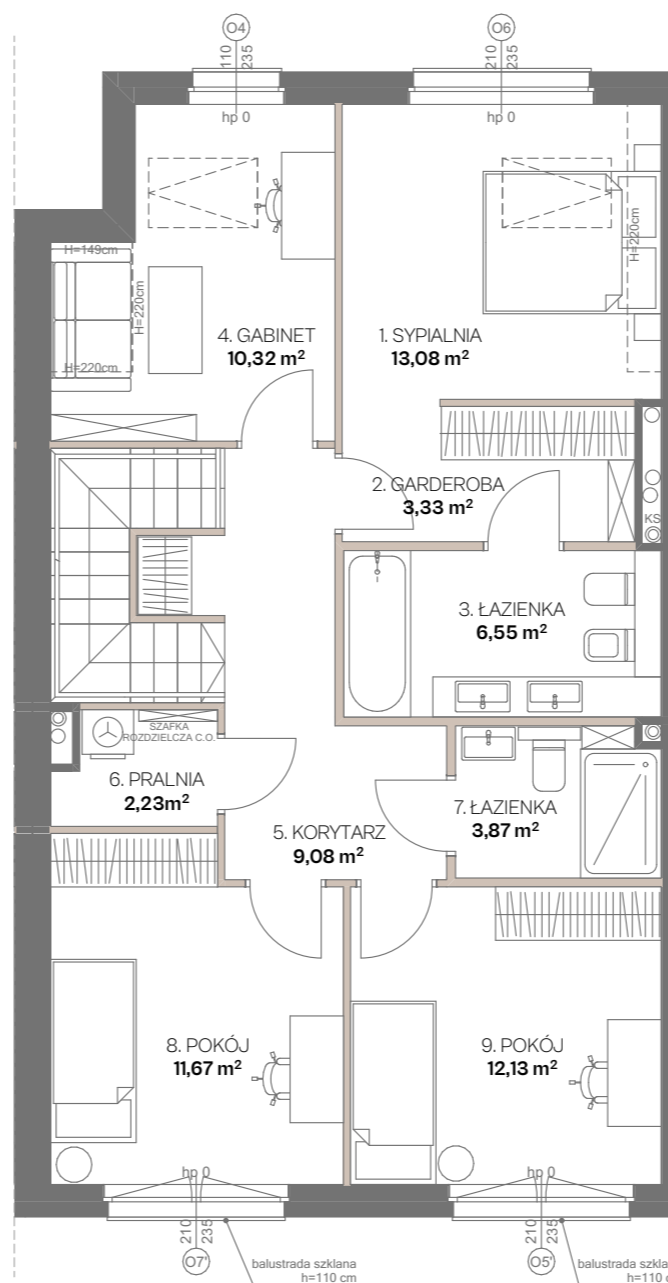 O4
110
235
hp 0
O6
210
235
hp 0
H=149cm
H=220cm
H=220cm
H=220cm
4. GABINET
10,32 m²
1. SYPIALNIA
13,08 m²
2. GARDEROBA
3,33 m²
KS
3. ŁAZIENKA
6,55 m²
SZAFKA
ROZDZIELCZA C.O.
6. PRALNIA
2,23m²
7. ŁAZIENKA
3,87 m²
5. KORYTARZ
9,08 m²
8. POKÓJ
11,67 m²
9. POKÓJ
12,13 m²
hp 0
210
235
O7'
balustrada szklana
h=110 cm
hp 0
210
235
O5'
balustrada szkl
h=110 c